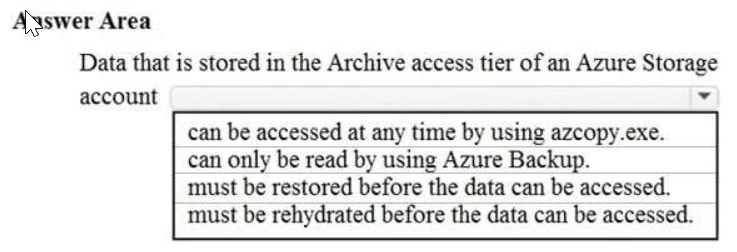 Answer Area
Data that is stored in the Archive access tier of an Azure Storage
account
can be accessed at any time by using azcopy.exe.
can only be read by using Azure Backup.
must be restored before the data can be accessed.
must be rehydrated before the data can be accessed.